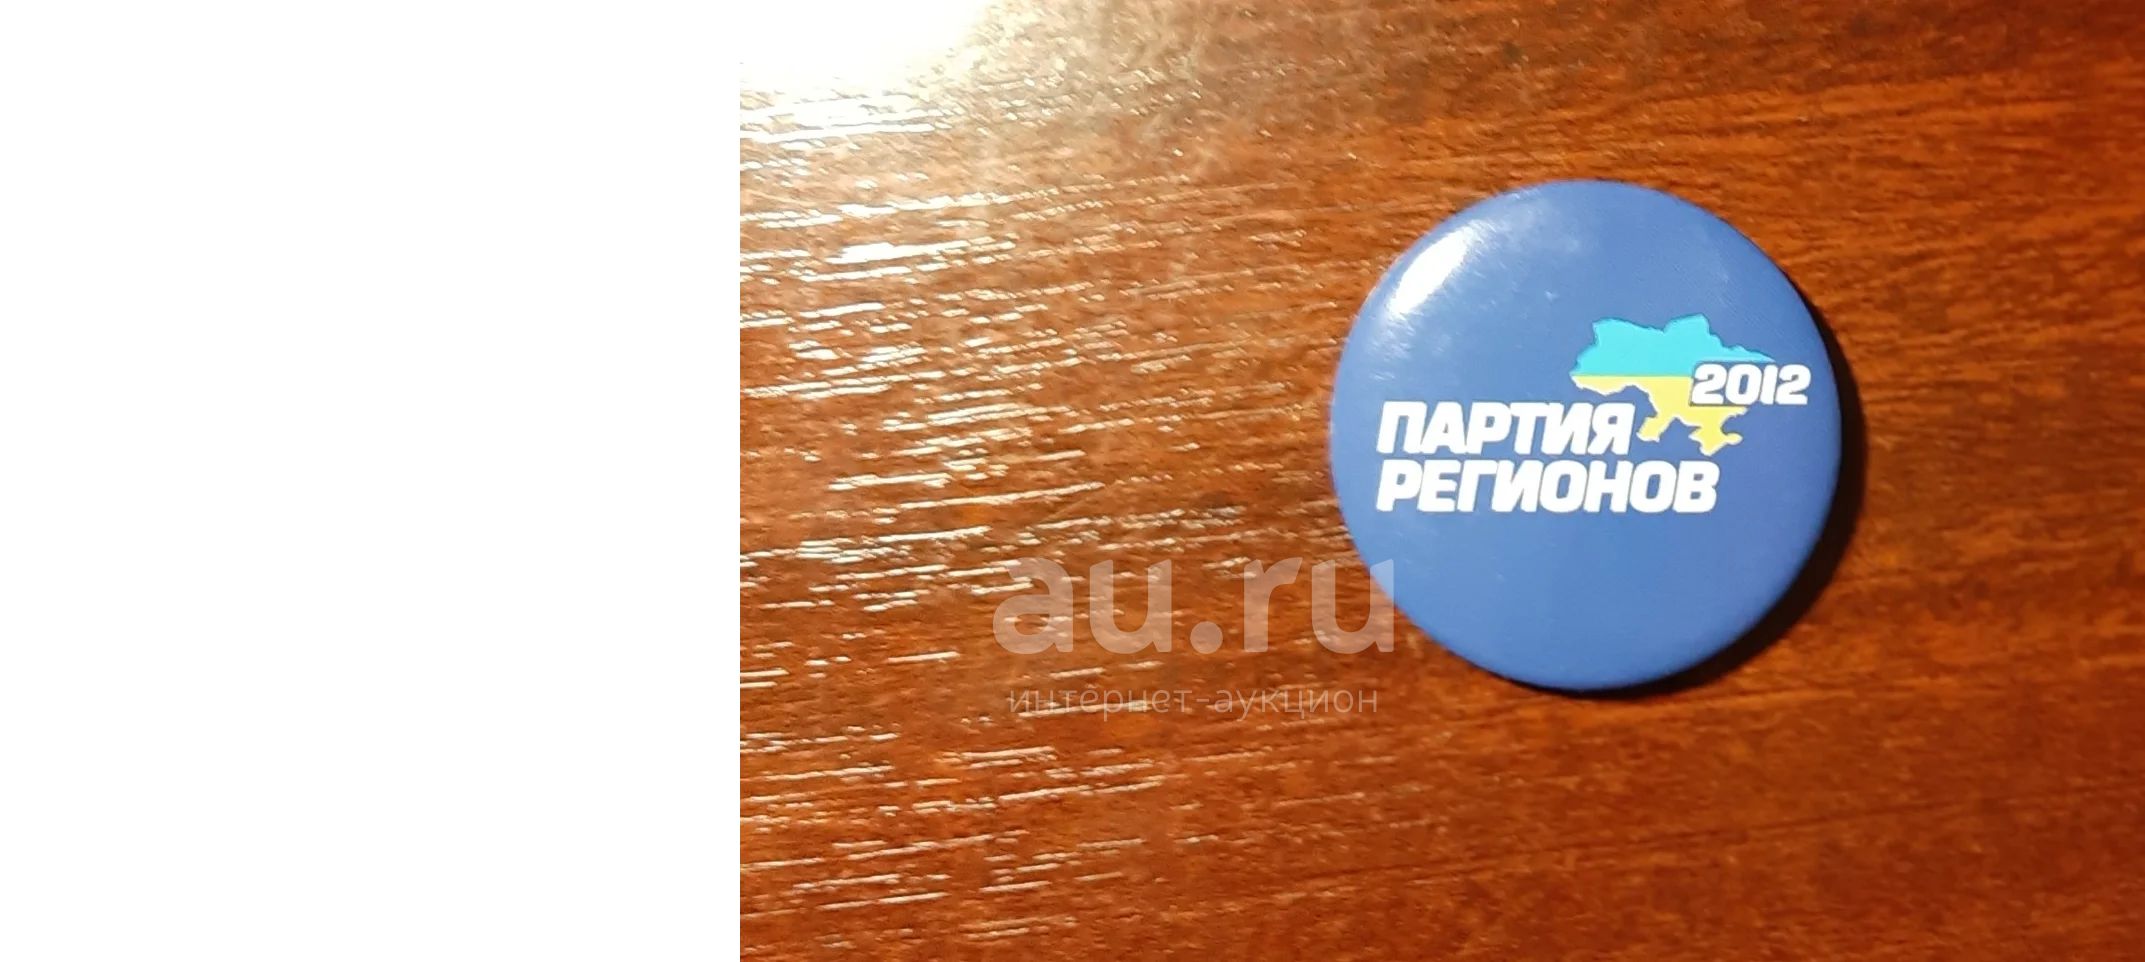 2012
ПАРТИЯ
РЕГИОНОВ
au.ru
интернет-аукцион